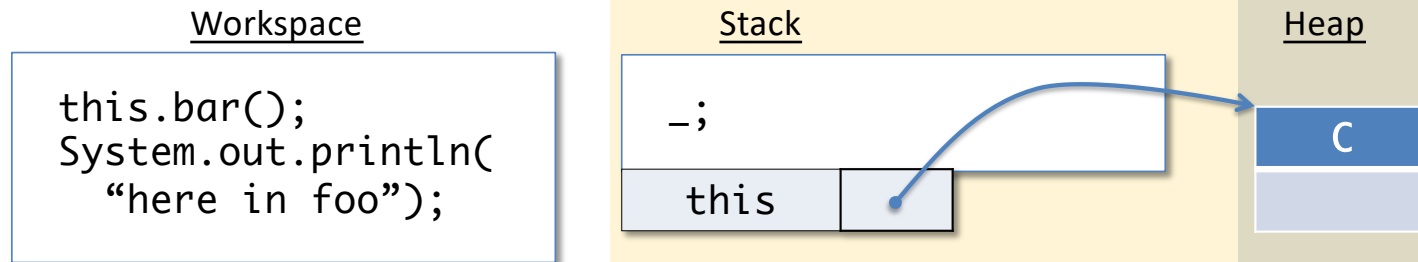 Workspace
Stack
Heap
this.bar();
System.out.println(
“here in foo”);
_;
this
C